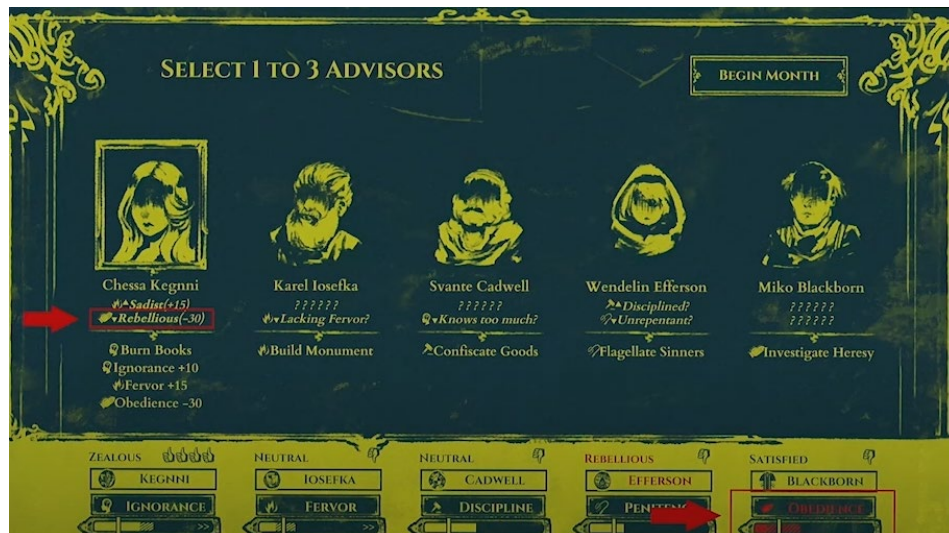 Select 1 to 3 Advisors
Begin Month
Chessa Kegnni
Sadist(+15)
Rebellious(-30)
Burn Books
Ignorance +10
Fervor +15
Obedience -30
Karel Iosefka
??????
Lacking Fervor?
Build Monument
Svante Cadwell
??????
Knows too much?
Confiscate Goods
Wendelin Efferson
Disciplined?
Unrepentant?
Flagellate Sinners
Miko Blackborn
??????
??????
Investigate Heresy
Zealous
Kegnni
Ignorance
>>
Neutral
Iosefka
Fervor
>>
Neutral
Cadwell
Discipline
Rebellious
Efferson
Satisfied
Blackborn
Obedience